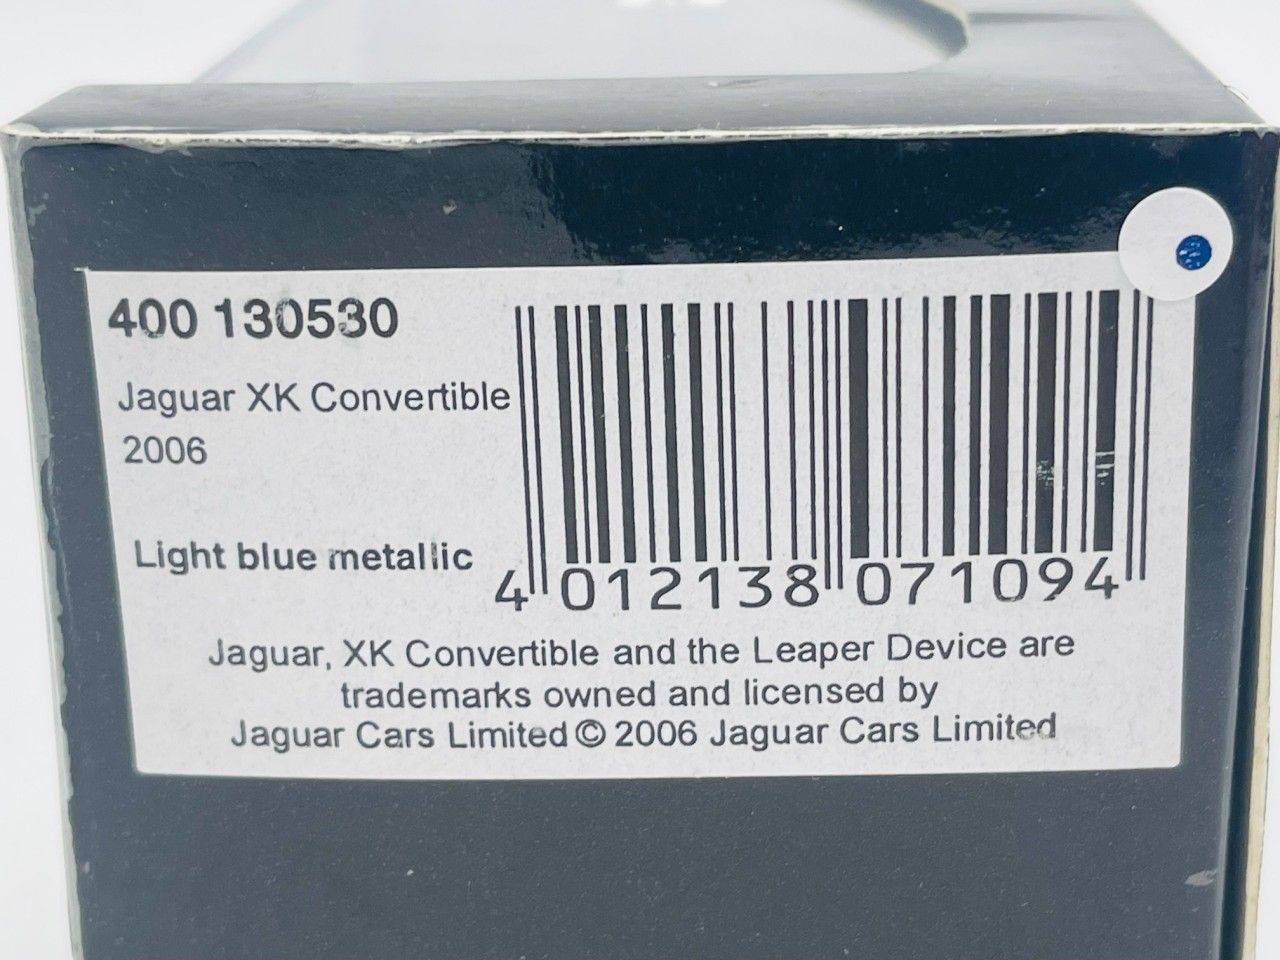 400 130530
Jaguar XK Convertible
2006
Light blue metallic
4 012138 071094
Jaguar, XK Convertible and the Leaper Device are
trademarks owned and licensed by
Jaguar Cars Limited © 2006 Jaguar Cars Limited